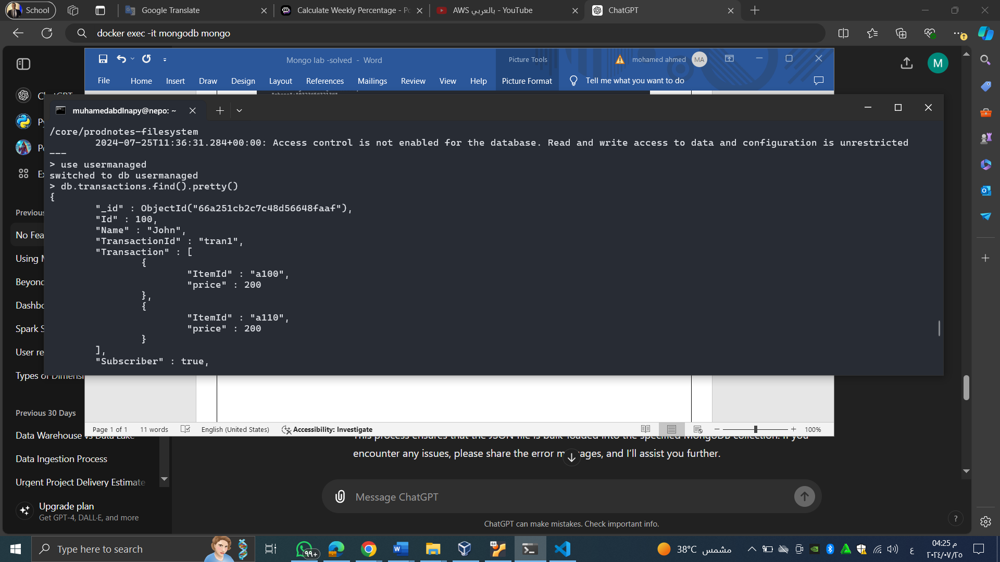 School
Google Translate
Calculate Weekly Percentage - Po
AWS بالعربي - YouTube
ChatGPT
docker exec -it mongodb mongo
Mongo lab -solved - Word
Picture Tools
mohamed ahmed
MA
M
File
Home
Insert
Draw
Design
Layout
References
Mailings
Review
View
Help
Picture Format
Tell me what you want to do
muhamedabdlnapy@nepo: ~
/core/prodnotes-filesystem
2024-07-25T11:36:31.284+00:00: Access control is not enabled for the database. Read and write access to data and configuration is unrestricted
---
> use usermanaged
switched to db usermanaged
> db.transactions.find().pretty()
{
"_id" : ObjectId("66a251cb2c7c48d56648faaf"),
"Id" : 100,
"Name" : "John",
"TransactionId" : "tran1",
"Transaction" : [
{
"ItemId" : "a100",
"price" : 200
},
{
"ItemId" : "a110",
"price" : 200
}
],
"Subscriber" : true,
Previous
No Fea
Using M
Beyond
Dashbo
Spark S
User re
Types of Dimensi
Previous 30 Days
Data Warehouse vs Data Lake
Data Ingestion Process
Urgent Project Delivery Estimate
Upgrade plan
Get GPT-4, DALL·E, and more
Page 1 of 1
11 words
English (United States)
Accessibility: Investigate
100%
This process ensures that the JSON file is bulk-loaded into the specified MongoDB collection. If you
encounter any issues, please share the error messages, and I'll assist you further.
Message ChatGPT
ChatGPT can make mistakes. Check important info.
?
Type here to search
٩٩+
64
38°C مشمس
ع
04:25 م
٢٠٢٤/٠٧/٢٥